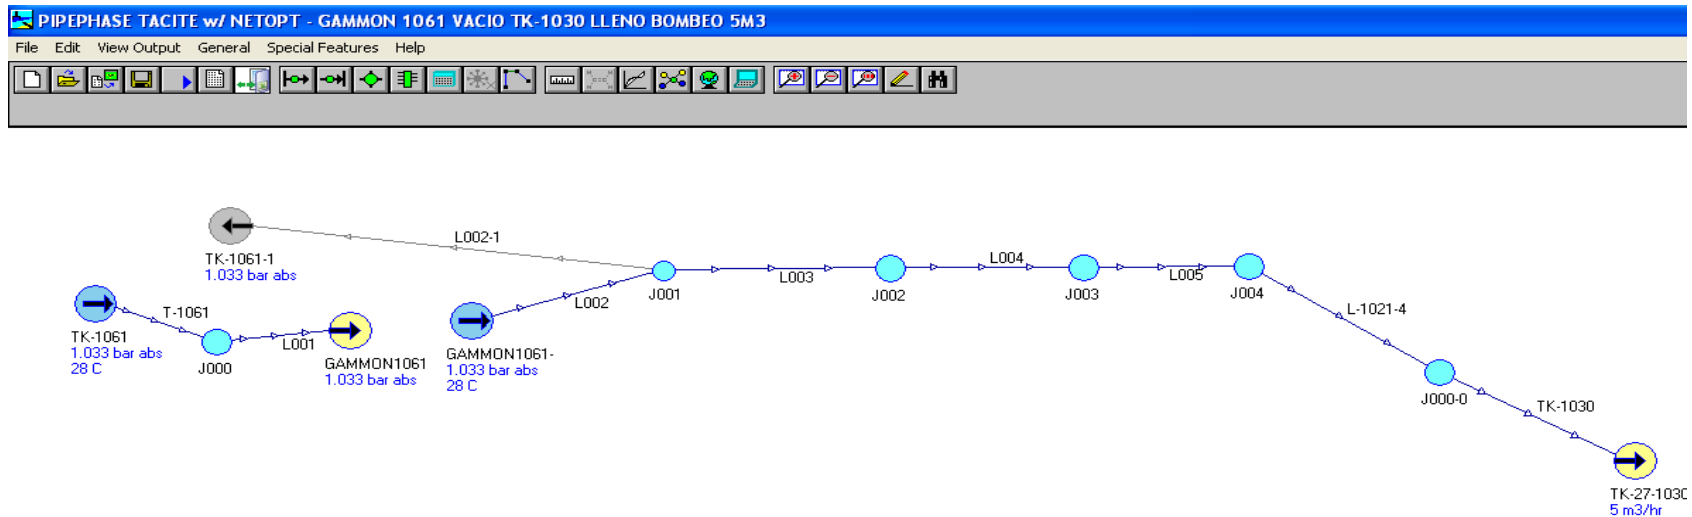 PIPEPHASE TACITE w/ NETOPT - GAMMON 1061 VACIO TK-1030 LLENO BOMBEO 5M3
File Edit View Output General Special Features Help
L002-1
TK-1061-1
1.033 bar abs
T-1061
TK-1061
1.033 bar abs
28 C
J000
L001
GAMMON1061
1.033 bar abs
GAMMON1061-
1.033 bar abs
28 C
L002
J001
L003
J002
L004
J003
L005
J004
L-1021-4
J000-0
TK-1030
TK-27-1030
5 m3/hr